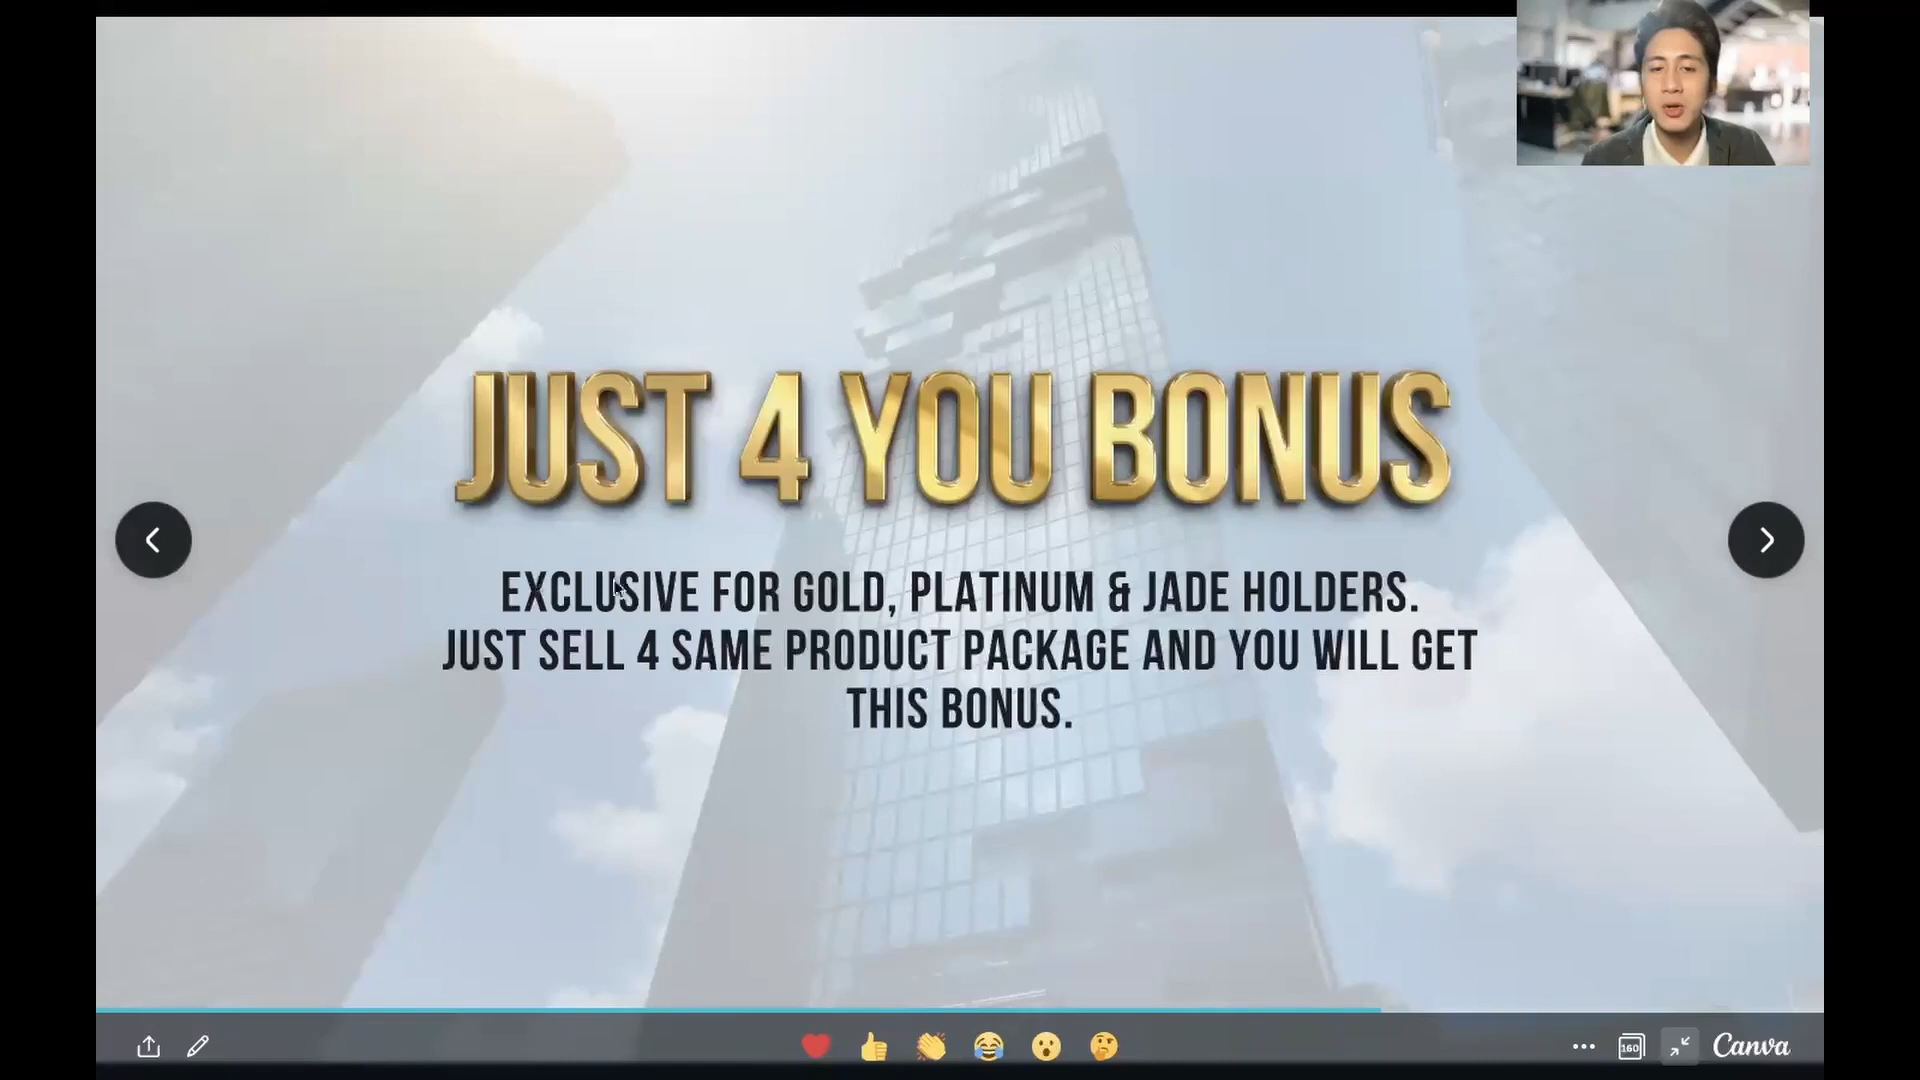 JUST 4 YOU BONUS
EXCLUSIVE FOR GOLD, PLATINUM & JADE HOLDERS.
JUST SELL 4 SAME PRODUCT PACKAGE AND YOU WILL GET
THIS BONUS.
160
Canva